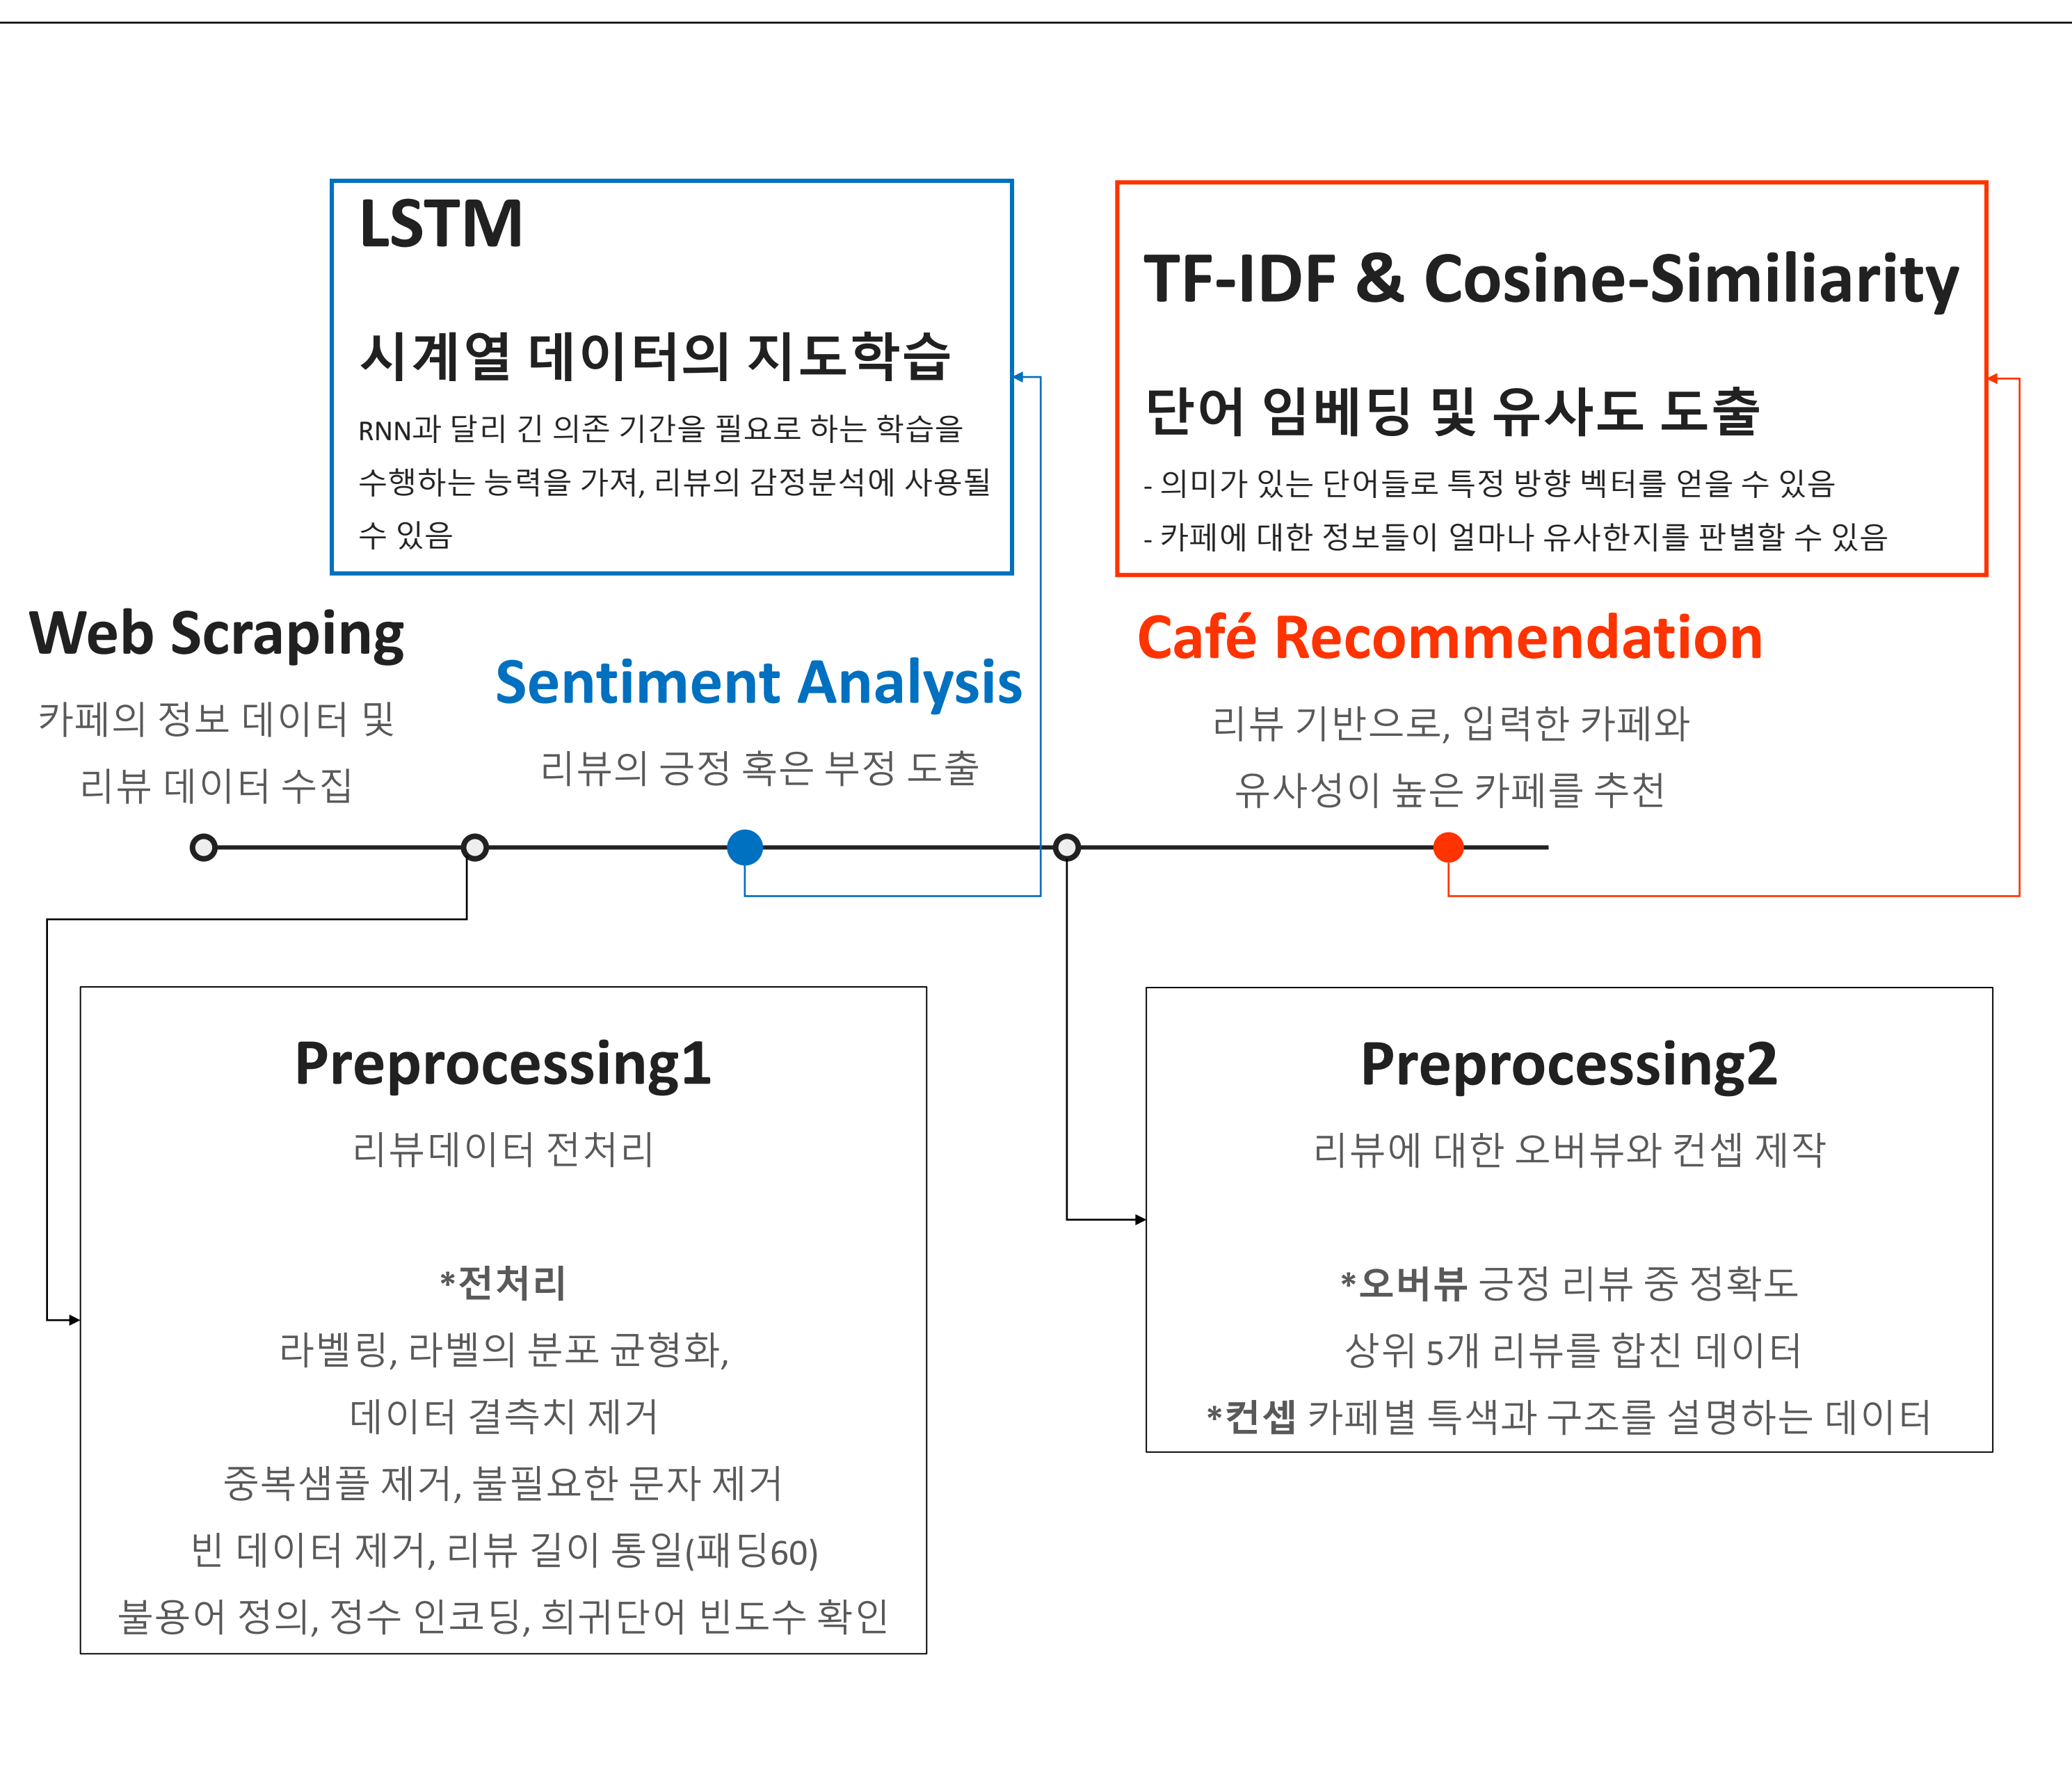 LSTM
시계열 데이터의 지도학습
RNN과 달리 긴 의존 기간을 필요로 하는 학습을
수행하는 능력을 가져, 리뷰의 감정분석에 사용될
수 있음
TF-IDF & Cosine-Similiarity
단어 임베딩 및 유사도 도출
- 의미가 있는 단어들로 특정 방향 벡터를 얻을 수 있음
- 카페에 대한 정보들이 얼마나 유사한지를 판별할 수 있음
Web Scraping
카페의 정보 데이터 및
리뷰 데이터 수집
Sentiment Analysis
리뷰의 긍정 혹은 부정 도출
Café Recommendation
리뷰 기반으로, 입력한 카페와
유사성이 높은 카페를 추천
Preprocessing1
리뷰데이터 전처리
*전처리
라벨링, 라벨의 분포 균형화,
데이터 결측치 제거
중복샘플 제거, 불필요한 문자 제거
빈 데이터 제거, 리뷰 길이 통일(패딩60)
불용어 정의, 정수 인코딩, 희귀단어 빈도수 확인
Preprocessing2
리뷰에 대한 오버뷰와 컨셉 제작
*오버뷰 긍정 리뷰 중 정확도
상위 5개 리뷰를 합친 데이터
*컨셉 카페별 특색과 구조를 설명하는 데이터